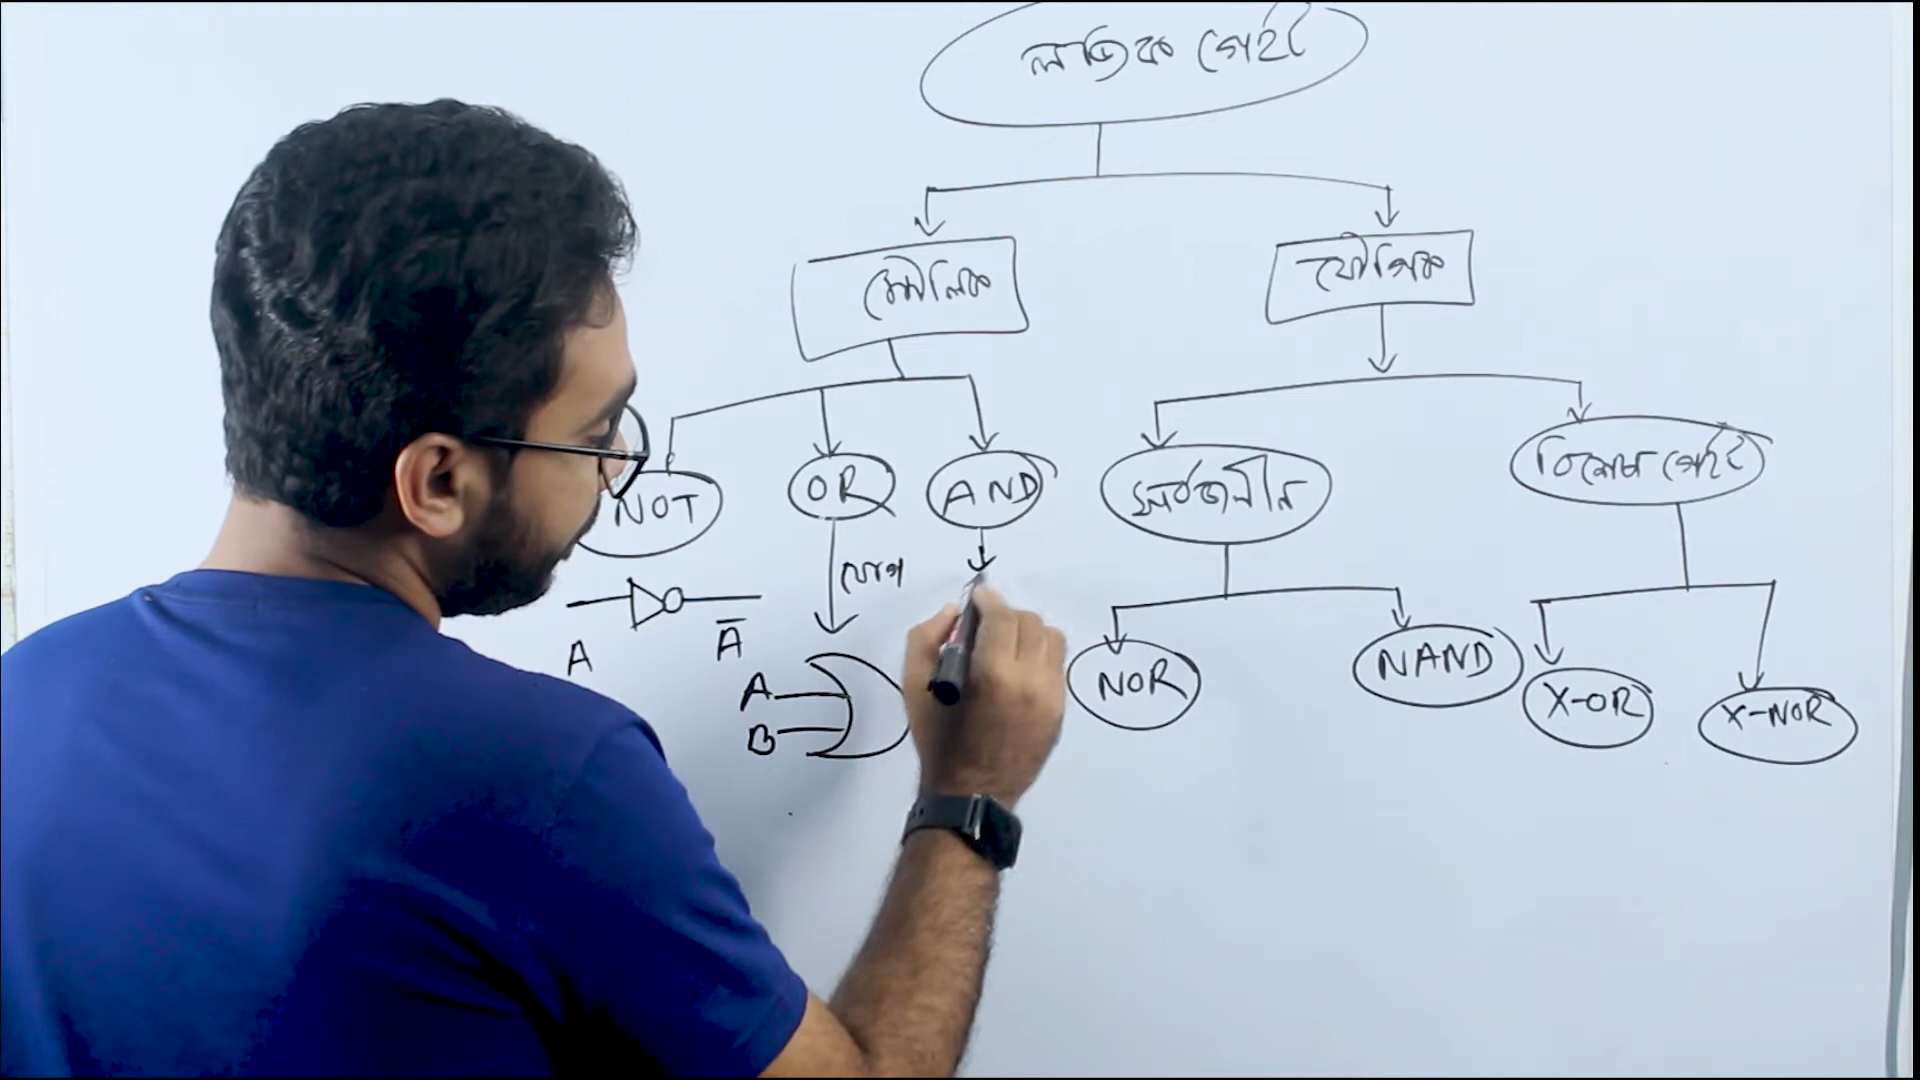 লজিক গেইট
মৌলিক
যৌগিক
NOT
OR
AND
সার্বজনীন
বিশেষ গেইট
যোগ
A
A̅
A
B
NOR
NAND
X-OR
X-NOR